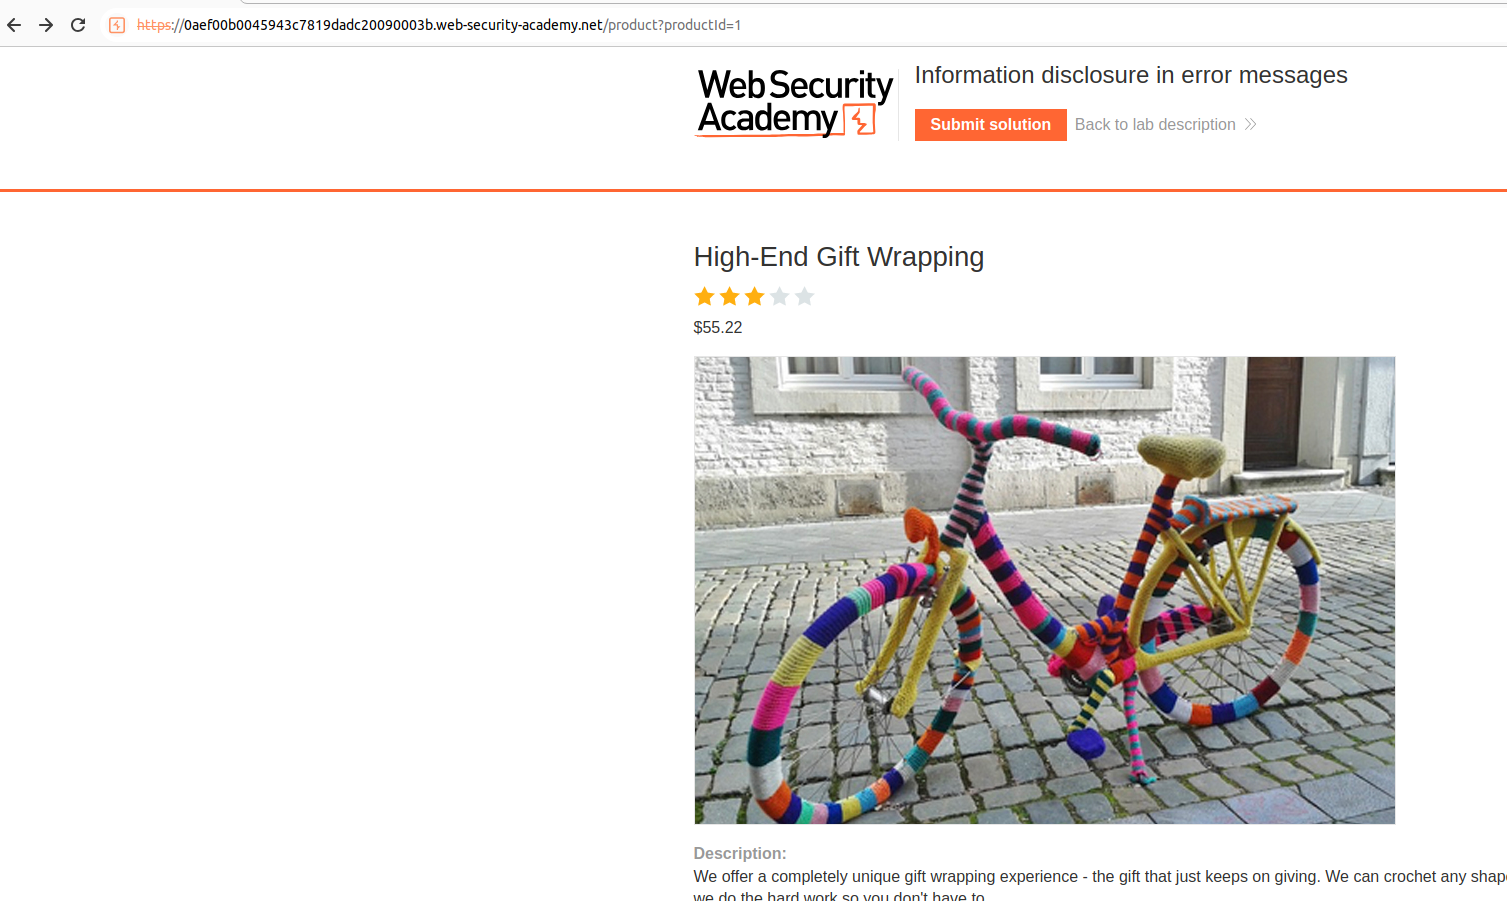 https://0aef00b0045943c7819dadc20090003b.web-security-academy.net/product?productId=1
Web Security
Academy
Information disclosure in error messages
Submit solution Back to lab description
High-End Gift Wrapping
$55.22
Description:
We offer a completely unique gift wrapping experience - the gift that just keeps on giving. We can crochet any shap
we do the hard work so you don't have to